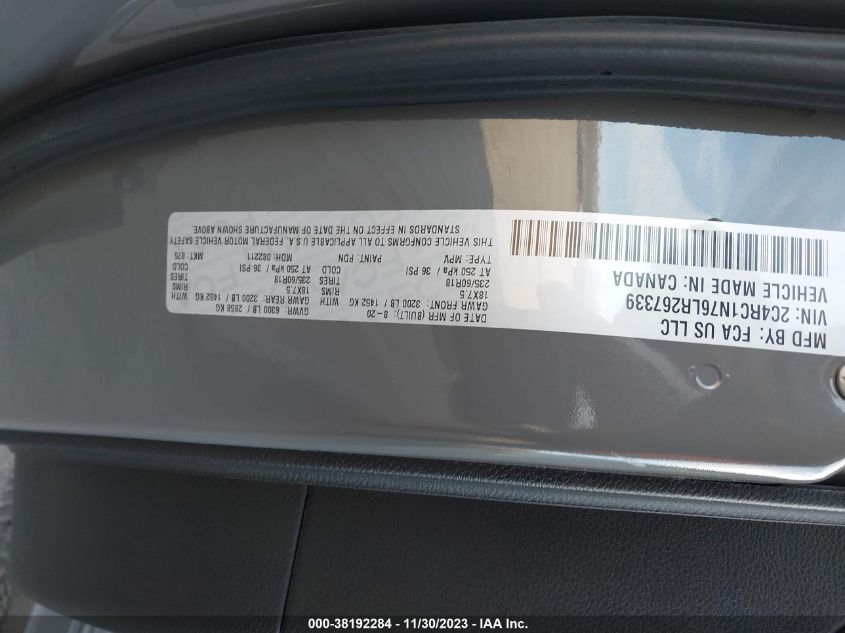 MFD BY: FCA US LLC
DATE OF MFR (BUILT): 8-20
GVWR: 6300 LB / 2858 KG
GAWR FRONT: 3200 LB / 1452 KG WITH
18X7.5 RIMS
235/60R18 TIRES
AT 250 kPa / 36 PSI COLD
GAWR REAR: 3200 LB / 1452 KG WITH
18X7.5 RIMS
235/60R18 TIRES
AT 250 kPa / 36 PSI COLD
VIN: 2C4RC1N76LR267339
VEHICLE MADE IN: CANADA
TYPE: MPV
PAINT: PDN
MDH: 082211
MKT: 875
THIS VEHICLE CONFORMS TO ALL APPLICABLE U.S.A. FEDERAL MOTOR VEHICLE SAFETY
STANDARDS IN EFFECT ON THE DATE OF MANUFACTURE SHOWN ABOVE.
000-38192284 - 11/30/2023 - IAA Inc.